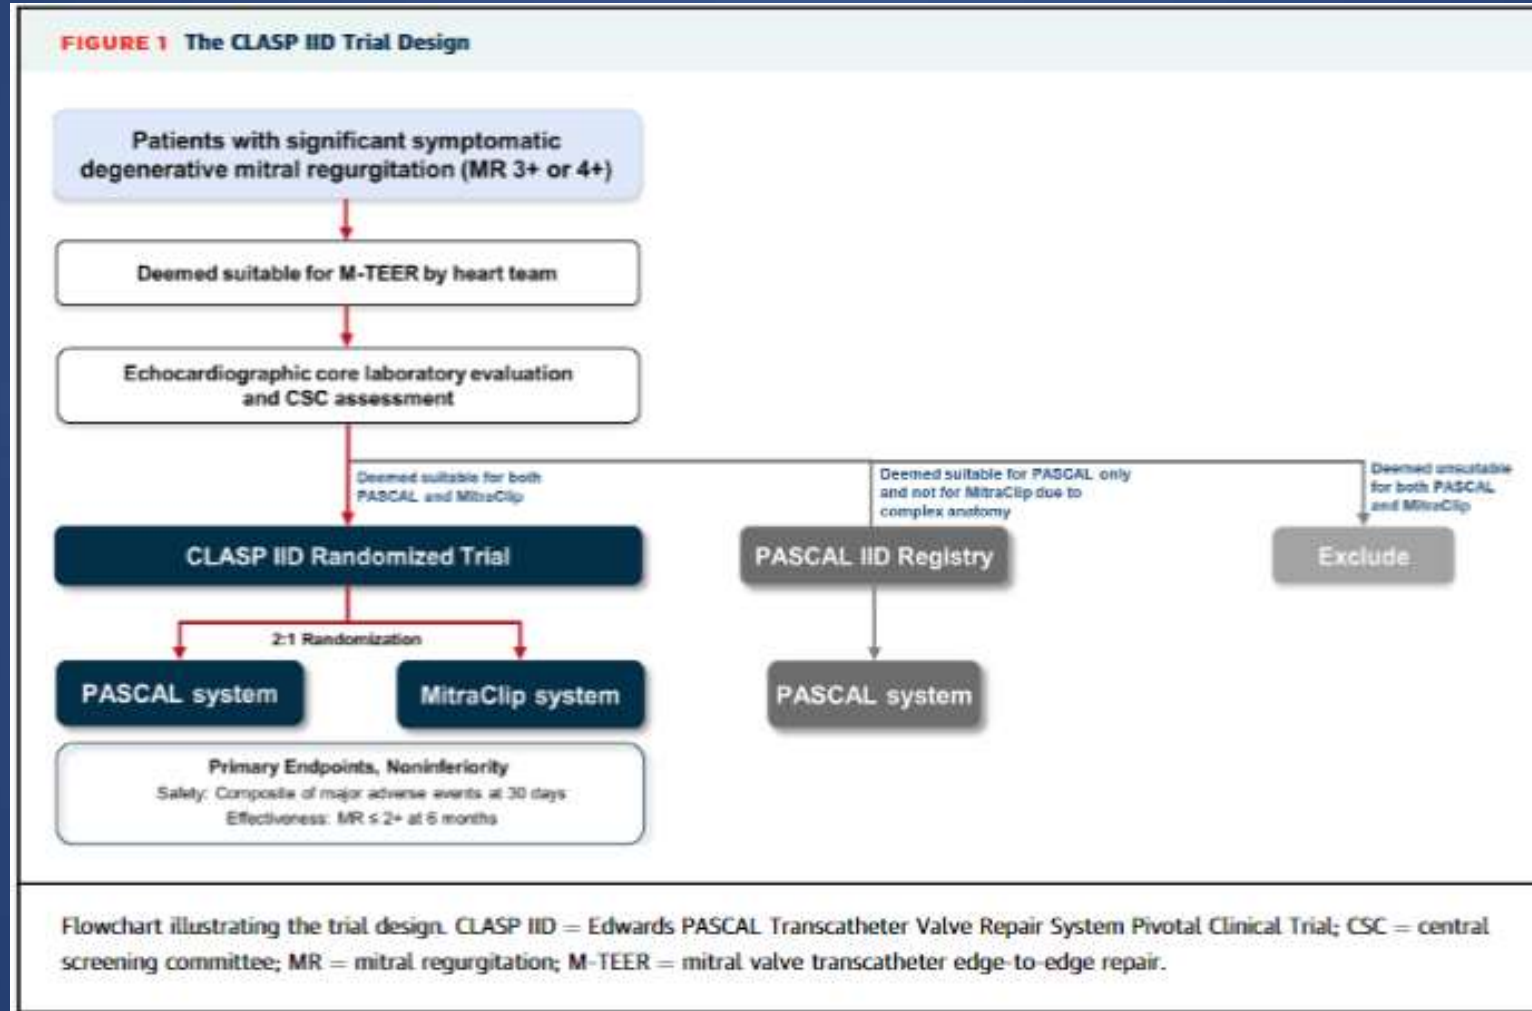 FIGURE 1 The CLASP IID Trial Design
Patients with significant symptomatic
degenerative mitral regurgitation (MR 3+ or 4+)
Deemed suitable for M-TEER by heart team
Echocardiographic core laboratory evaluation
and CSC assessment
Deemed suitable for both
PASCAL and MitraClip
Deemed suitable for PASCAL only
and not for MitraClip due to
complex anatomy
Deemed unsuitable
for both PASCAL
and MitraClip
CLASP IID Randomized Trial
PASCAL IID Registry
Exclude
2:1 Randomization
PASCAL system
MitraClip system
PASCAL system
Primary Endpoints, Noninferiority
Safety: Composite of major adverse events at 30 days
Effectiveness: MR ≤ 2+ at 6 months
Flowchart illustrating the trial design. CLASP IID = Edwards PASCAL Transcatheter Valve Repair System Pivotal Clinical Trial; CSC = central
screening committee; MR = mitral regurgitation; M-TEER = mitral valve transcatheter edge-to-edge repair.